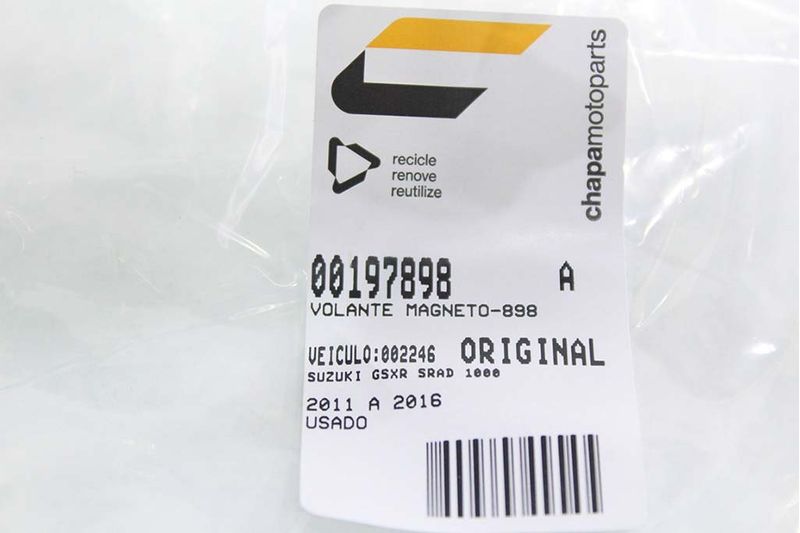 chapamotoparts
recicle
renove
reutilize
00197898 A
VOLANTE MAGNETO-898
VEICULO:002246 ORIGINAL
SUZUKI GSXR SRAD 1000
2011 A 2016
USADO